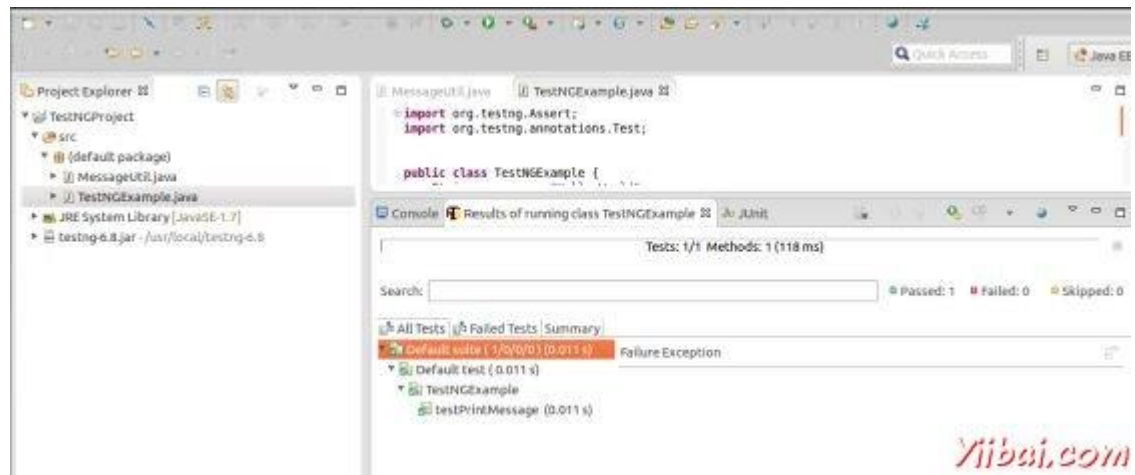 Quick Access
Java EE
Project Explorer
TestNGProject
src
(default package)
MessageUtil.java
TestNGExample.java
JRE System Library [JavaSE-1.7]
testng-6.8.jar - /usr/local/testng-6.8
MessageUtil.java
TestNGExample.java
import org.testng.Assert;
import org.testng.annotations.Test;
public class TestNGExample {
Console
Results of running class TestNGExample
JUnit
Tests: 1/1 Methods: 1 (118 ms)
Search:
Passed: 1
Failed: 0
Skipped: 0
All Tests
Failed Tests
Summary
Default suite ( 1/0/0/0 ) (0.011 s)
Failure Exception
Default test ( 0.011 s)
TestNGExample
testPrintMessage (0.011 s)
Yiibai.com